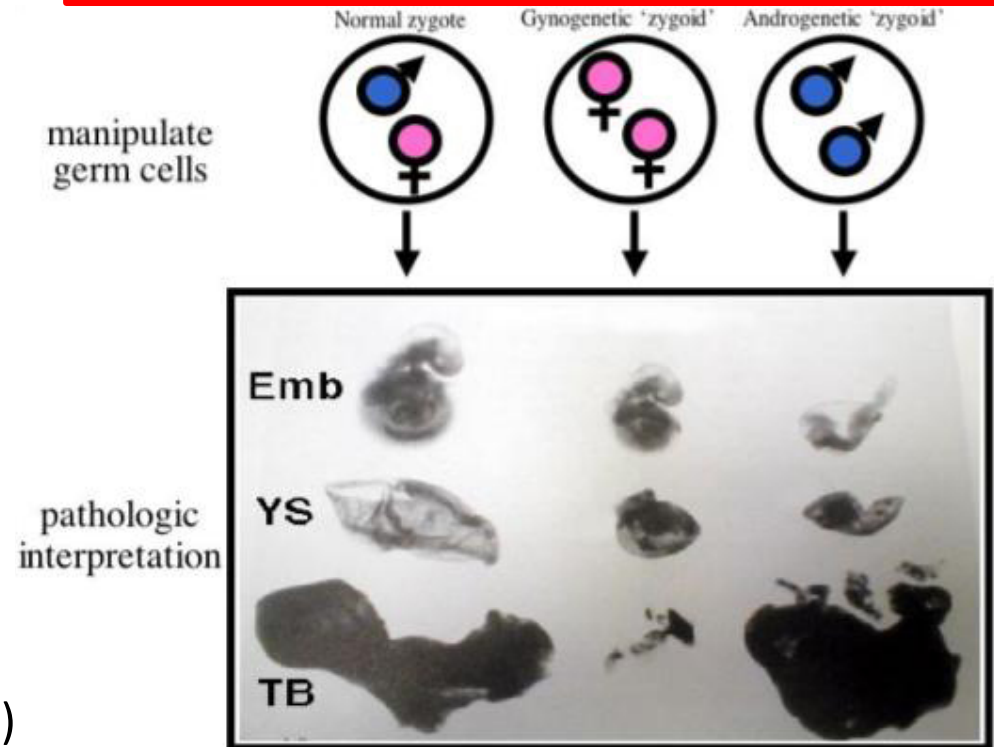 Normal zygote Gynogenetic ‘zygoid’ Androgenetic ‘zygoid’
manipulate
germ cells
Emb
pathologic
interpretation
YS
TB
)